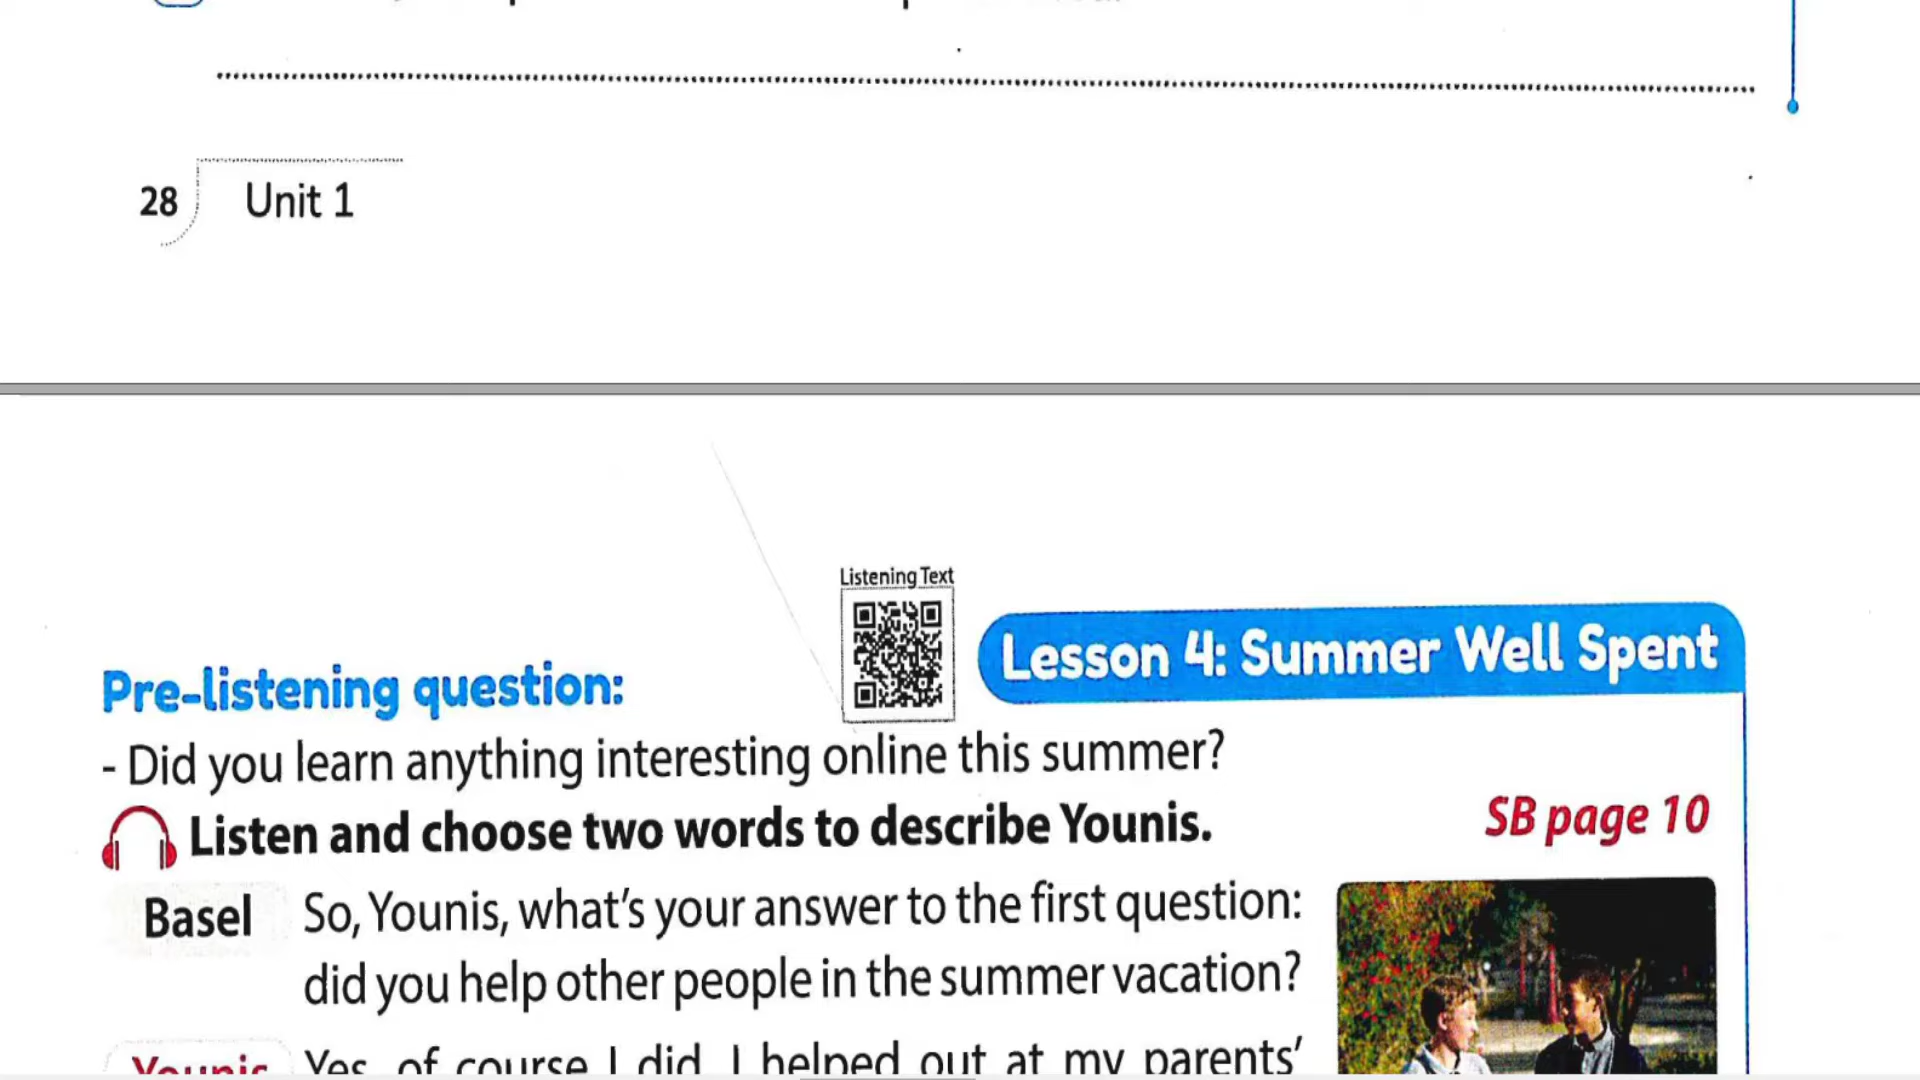 28 Unit 1
Listening Text
Lesson 4: Summer Well Spent
Pre-listening question:
- Did you learn anything interesting online this summer?
Listen and choose two words to describe Younis.
SB page 10
Basel So, Younis, what's your answer to the first question:
did you help other people in the summer vacation?
Younis Yes, of course I did. I helped out at my parents'